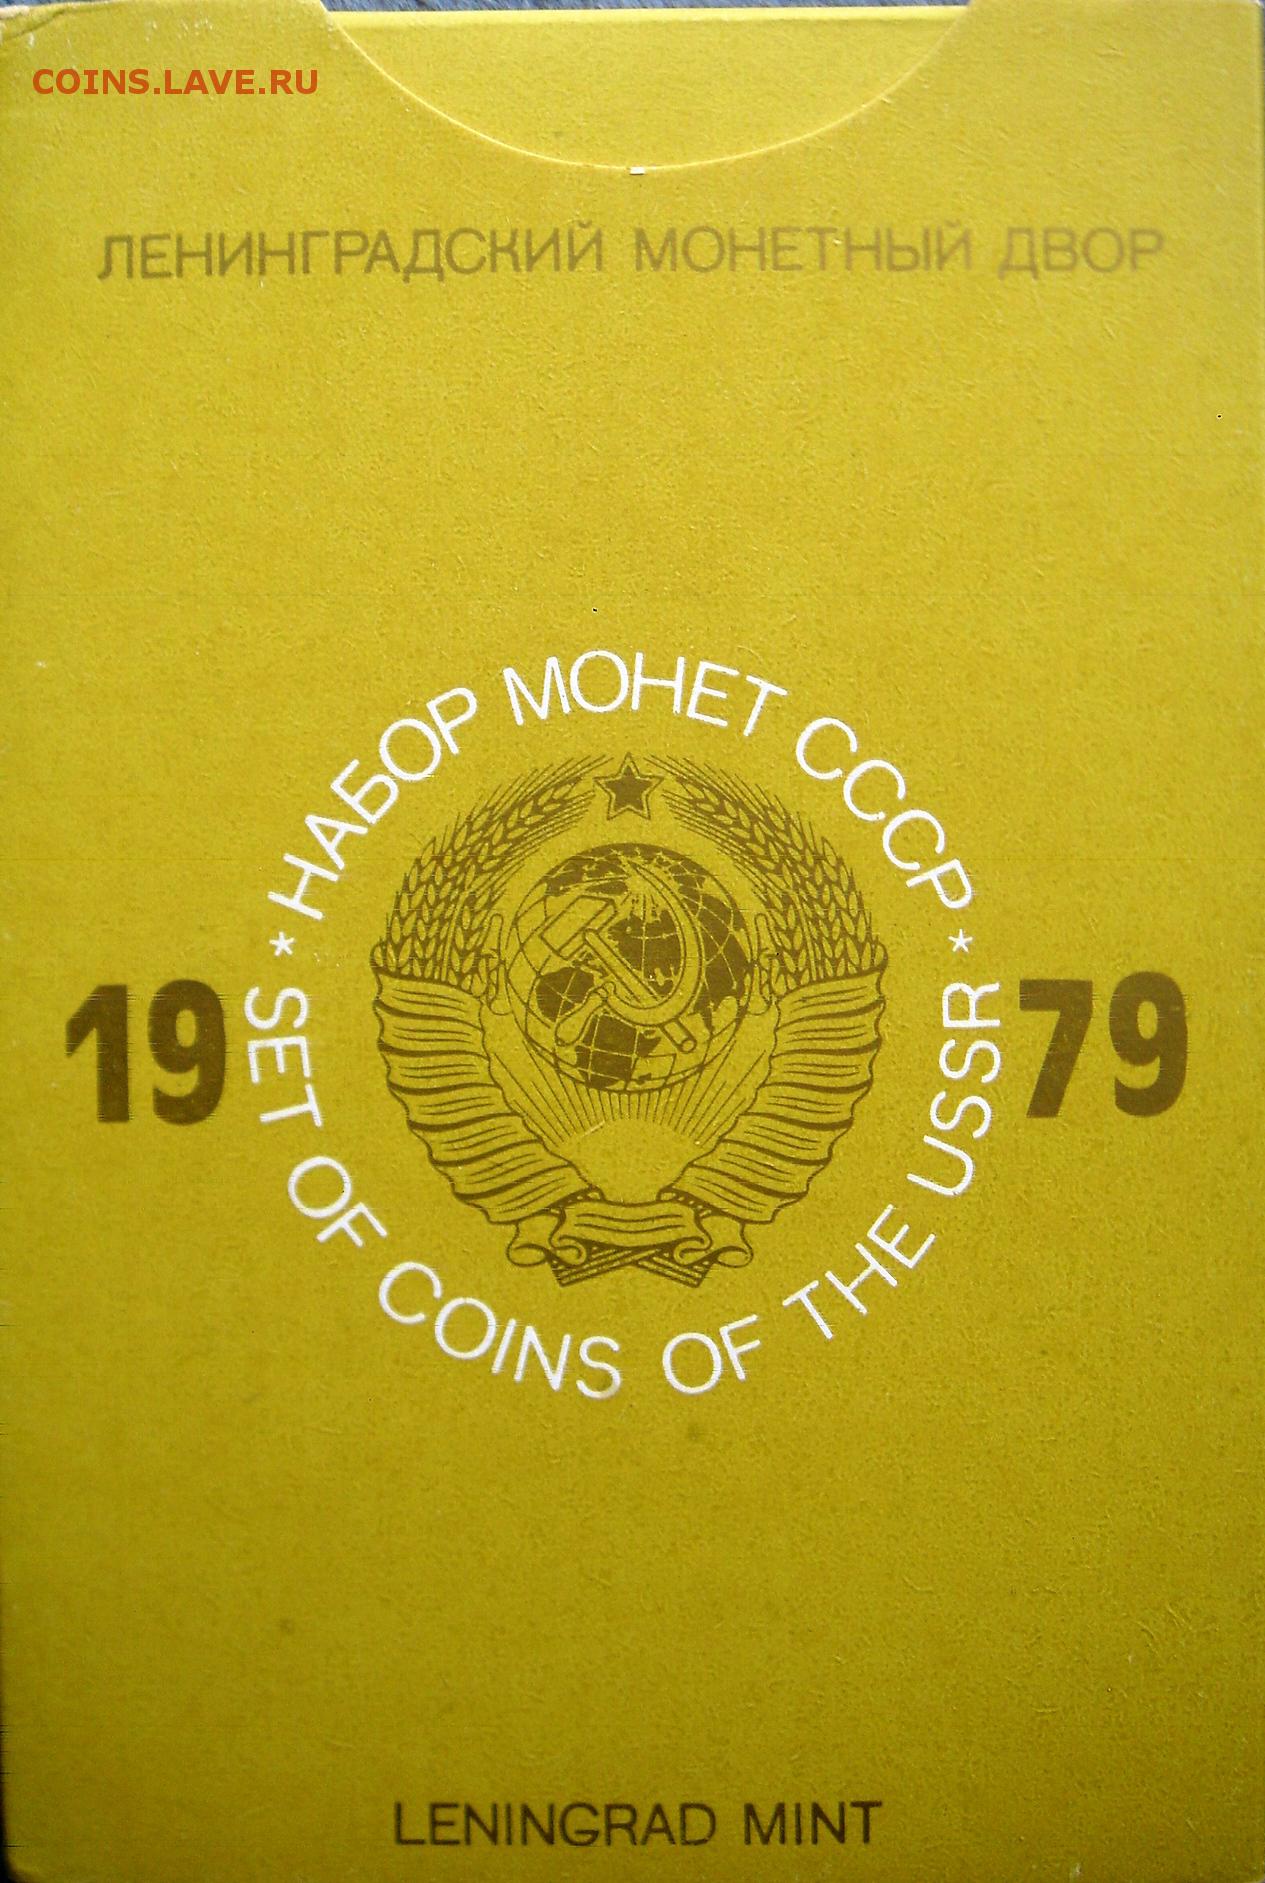 COINS.LAVE.RU
ЛЕНИНГРАДСКИЙ МОНЕТНЫЙ ДВОР
* НАБОР МОНЕТ СССР *
19 79
SET OF COINS OF THE USSR
LENINGRAD MINT